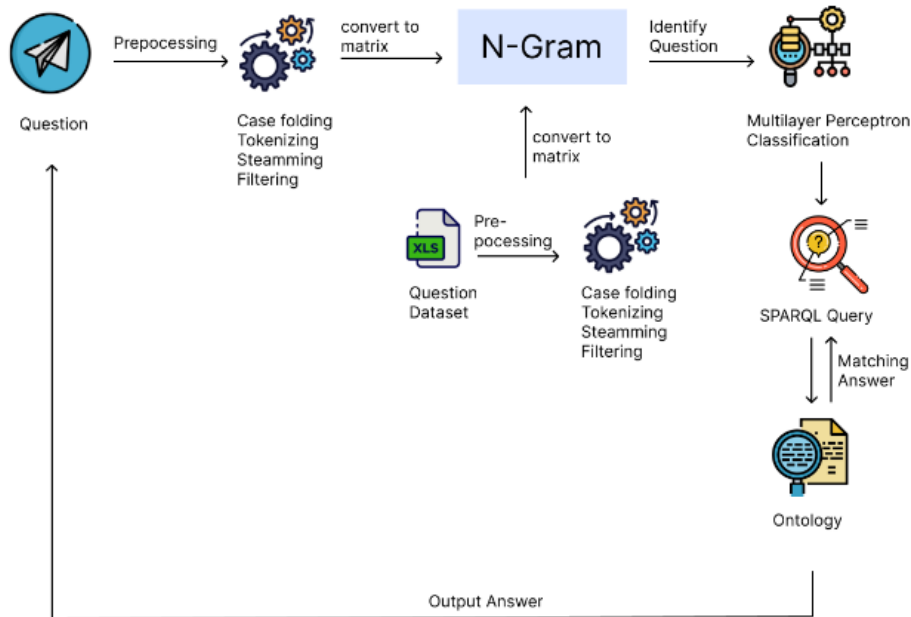 Prepocessing
convert to
matrix
N-Gram
Identify
Question
Question
Case folding
Tokenizing
Steamming
Filtering
Multilayer Perceptron
Classification
convert to
matrix
XLS
Pre-
pocessing
Question
Dataset
Case folding
Tokenizing
Steamming
Filtering
?
SPARQL Query
Matching
Answer
Ontology
Output Answer